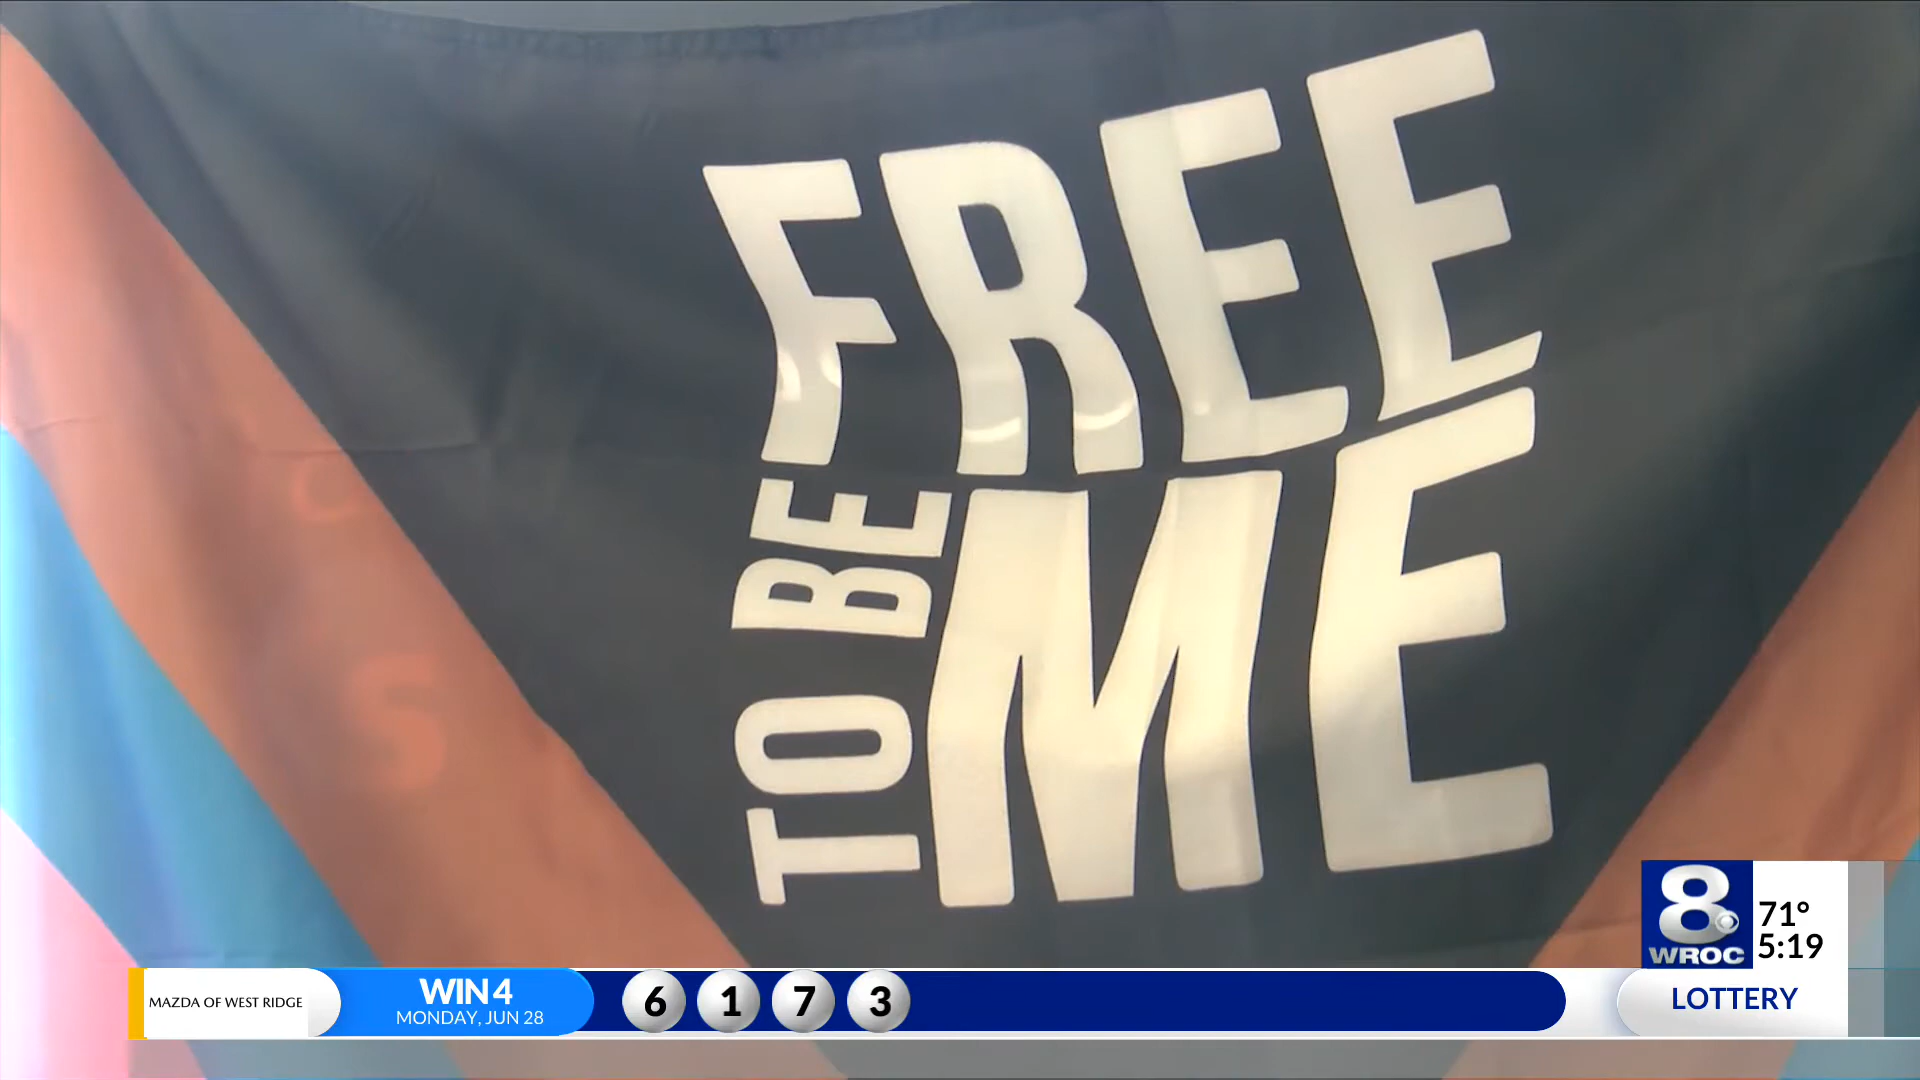 FREE
TO BE
ME
8
WROC
71°
5:19
MAZDA OF WEST RIDGE
WIN 4
MONDAY, JUN 28
6 1 7 3
LOTTERY